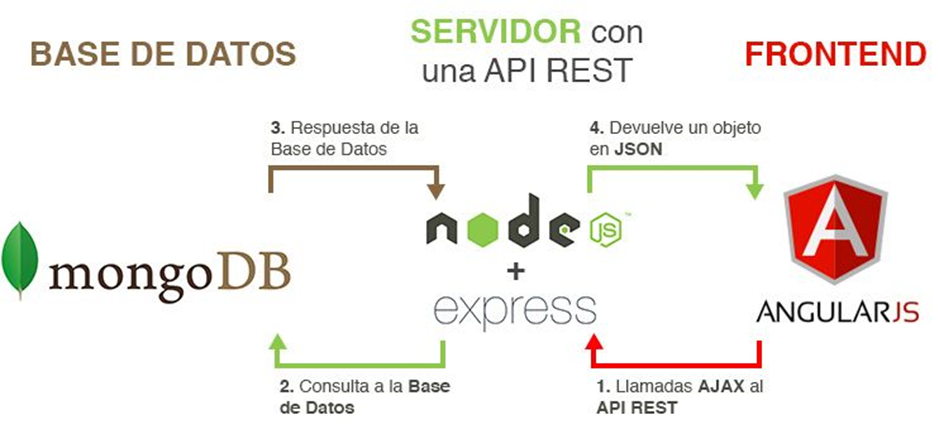 BASE DE DATOS
SERVIDOR con
una API REST
FRONTEND
3. Respuesta de la
Base de Datos
4. Devuelve un objeto
en JSON
mongoDB
node
JS
™
+
express
A
ANGULARJS
2. Consulta a la Base
de Datos
1. Llamadas AJAX al
API REST